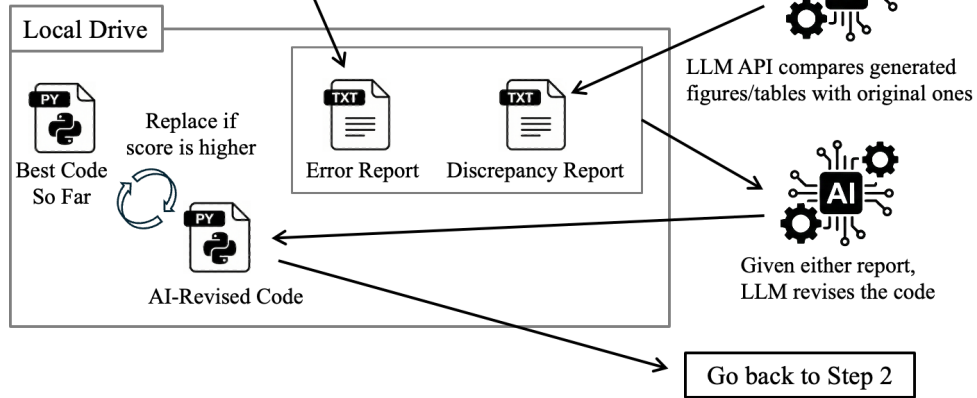 Local Drive
LLM API compares generated
figures/tables with original ones
PY
Best Code
So Far
Replace if
score is higher
TXT
Error Report
TXT
Discrepancy Report
PY
AI-Revised Code
AI
Given either report,
LLM revises the code
Go back to Step 2